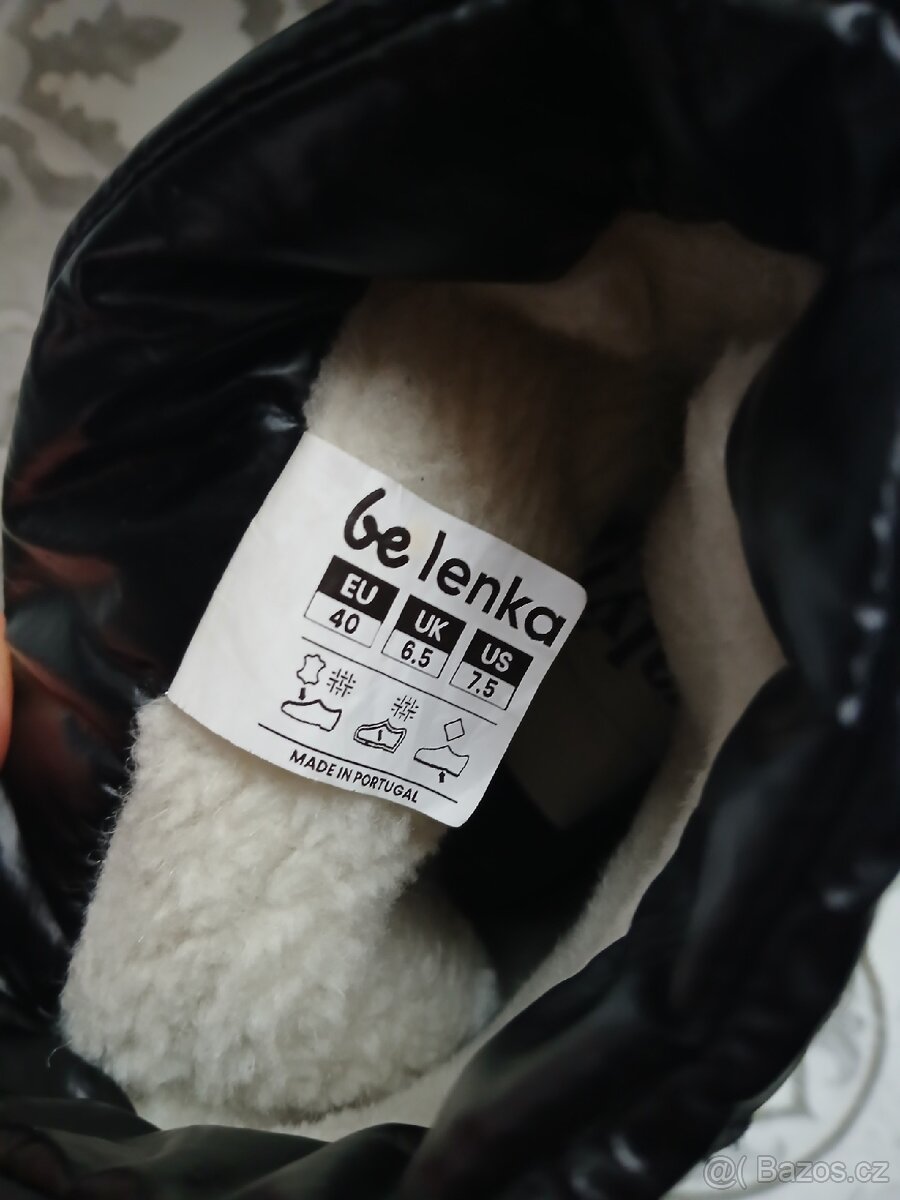 be lenka
EU UK US
40 6.5 7.5
MADE IN PORTUGAL
@( Bazos.cz